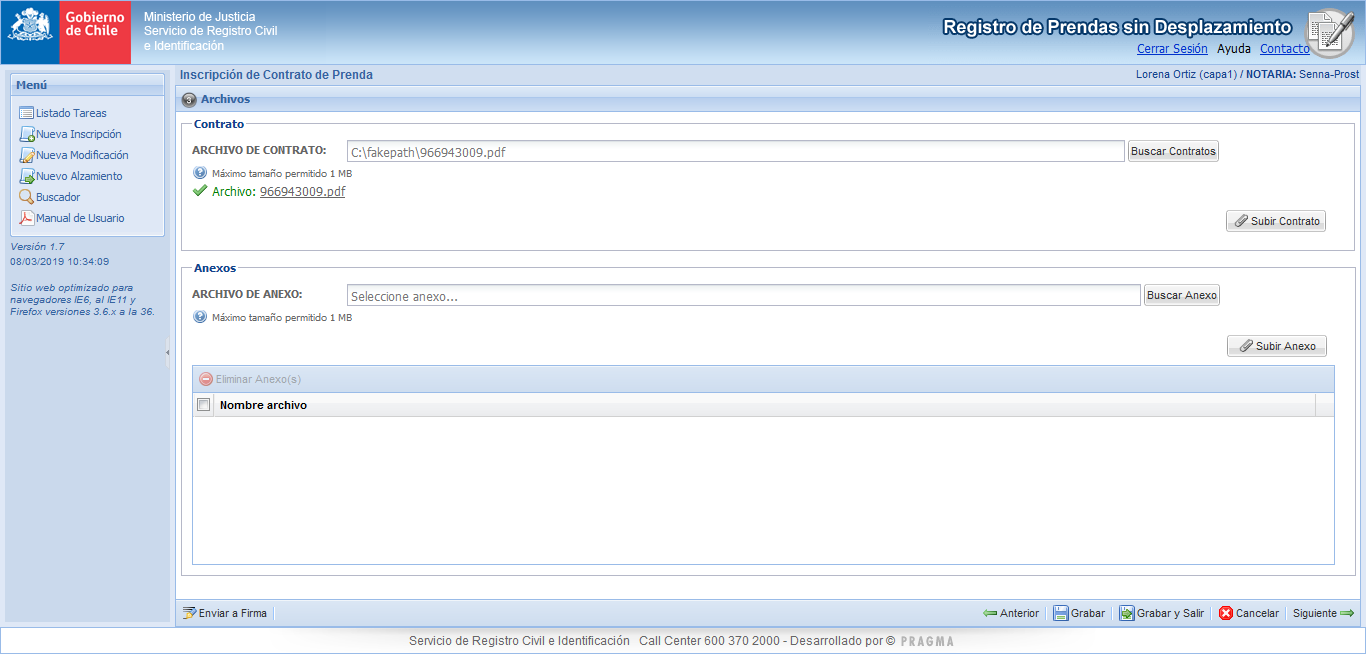 Gobierno
de Chile
Ministerio de Justicia
Servicio de Registro Civil
e Identificación
Registro de Prendas sin Desplazamiento
Cerrar Sesión Ayuda Contacto
Menú
Listado Tareas
Nueva Inscripción
Nueva Modificación
Nuevo Alzamiento
Buscador
Manual de Usuario
Versión 1.7
08/03/2019 10:34:09
Sitio web optimizado para
navegadores IE6, al IE11 y
Firefox versiones 3.6.x a la 36.
Inscripción de Contrato de Prenda
Lorena Ortiz (capa1) / NOTARIA: Senna-Prost
3 Archivos
Contrato
ARCHIVO DE CONTRATO: C:\fakepath\966943009.pdf Buscar Contratos
Máximo tamaño permitido 1 MB
Archivo: 966943009.pdf
Subir Contrato
Anexos
ARCHIVO DE ANEXO: Seleccione anexo... Buscar Anexo
Máximo tamaño permitido 1 MB
Subir Anexo
Eliminar Anexo(s)
Nombre archivo
Enviar a Firma Anterior Grabar Grabar y Salir Cancelar Siguiente
Servicio de Registro Civil e Identificación Call Center 600 370 2000 - Desarrollado por © PRAGMA